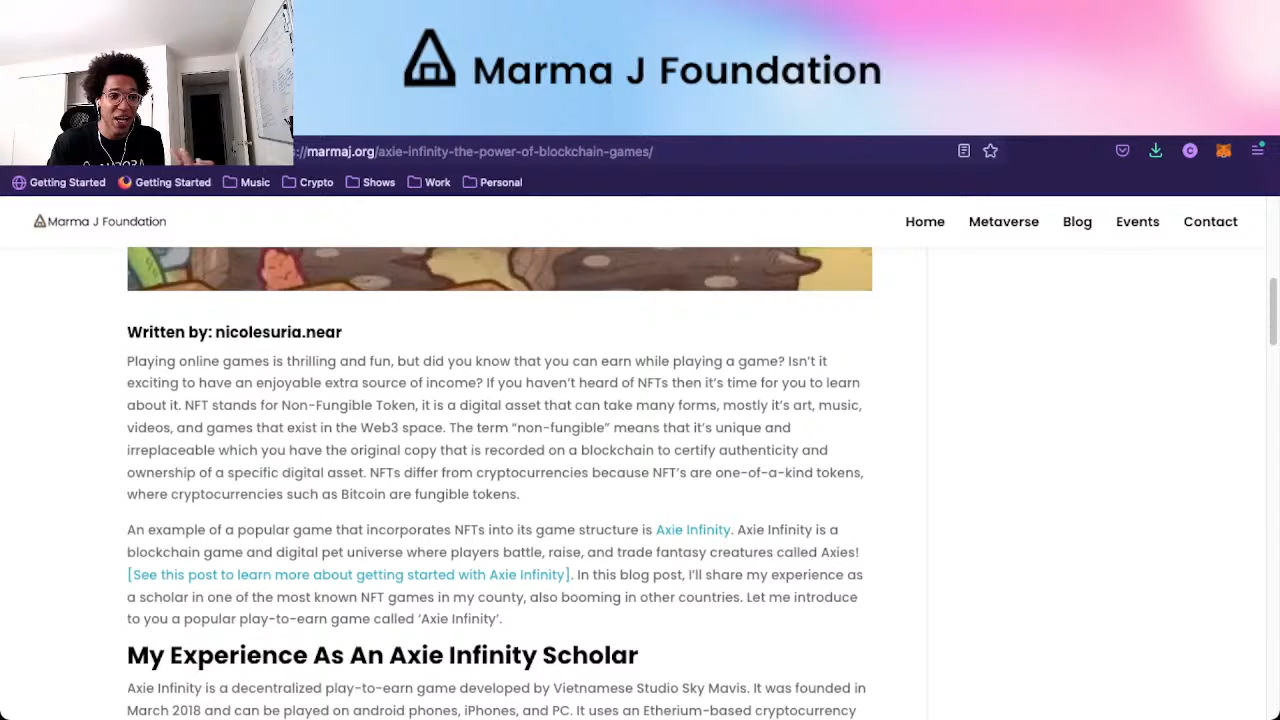 Marma J Foundation
://marmaj.org/axie-infinity-the-power-of-blockchain-games/
Getting Started Getting Started Music Crypto Shows Work Personal
Marma J Foundation Home Metaverse Blog Events Contact
Written by: nicolesuria.near
Playing online games is thrilling and fun, but did you know that you can earn while playing a game? Isn't it
exciting to have an enjoyable extra source of income? If you haven't heard of NFTs then it's time for you to learn
about it. NFT stands for Non-Fungible Token, it is a digital asset that can take many forms, mostly it's art, music,
videos, and games that exist in the Web3 space. The term “non-fungible” means that it's unique and
irreplaceable which you have the original copy that is recorded on a blockchain to certify authenticity and
ownership of a specific digital asset. NFTs differ from cryptocurrencies because NFT's are one-of-a-kind tokens,
where cryptocurrencies such as Bitcoin are fungible tokens.
An example of a popular game that incorporates NFTs into its game structure is Axie Infinity. Axie Infinity is a
blockchain game and digital pet universe where players battle, raise, and trade fantasy creatures called Axies!
[See this post to learn more about getting started with Axie Infinity]. In this blog post, I'll share my experience as
a scholar in one of the most known NFT games in my county, also booming in other countries. Let me introduce
to you a popular play-to-earn game called ‘Axie Infinity’.
My Experience As An Axie Infinity Scholar
Axie Infinity is a decentralized play-to-earn game developed by Vietnamese Studio Sky Mavis. It was founded in
March 2018 and can be played on android phones, iPhones, and PC. It uses an Etherium-based cryptocurrency